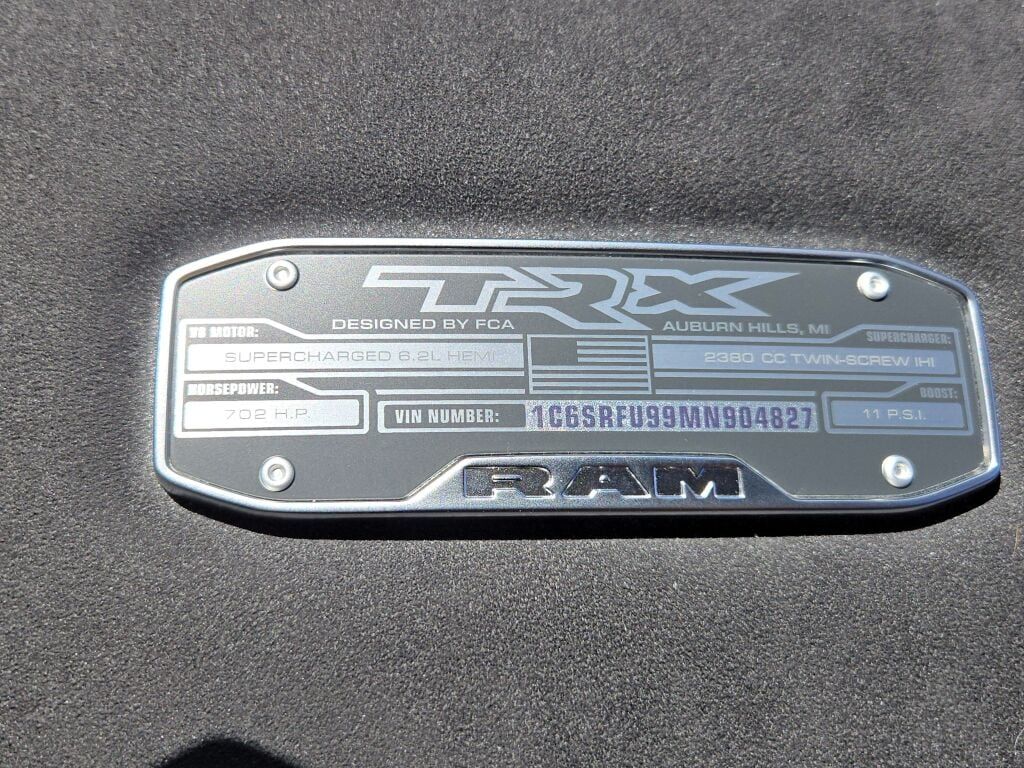 TRX
DESIGNED BY FCA AUBURN HILLS, MI
V8 MOTOR: SUPERCHARGER:
SUPERCHARGED 6.2L HEMI 2380 CC TWIN-SCREW IHI
HORSEPOWER: BOOST:
702 H.P. VIN NUMBER: 1C6SRFU99MN904827 11 P.S.I.
RAM